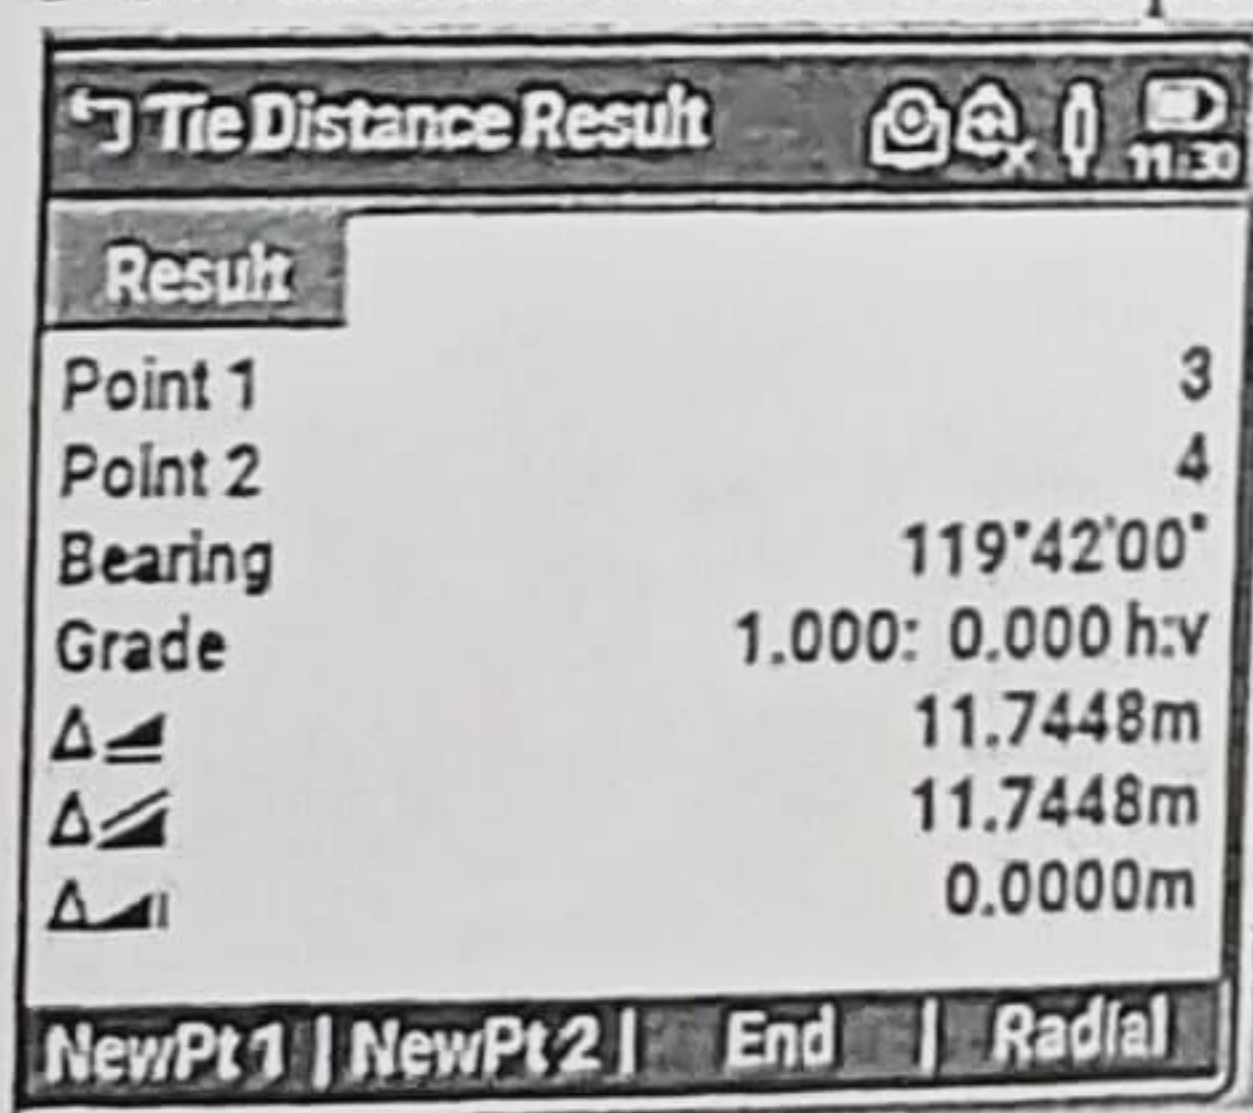 Tie Distance Result
11:30
Result
Point 1 3
Point 2 4
Bearing 119°42'00"
Grade 1.000: 0.000 h:v
Δ 11.7448m
Δ 11.7448m
Δ 0.0000m
NewPt 1 | NewPt 2 | End | Radial